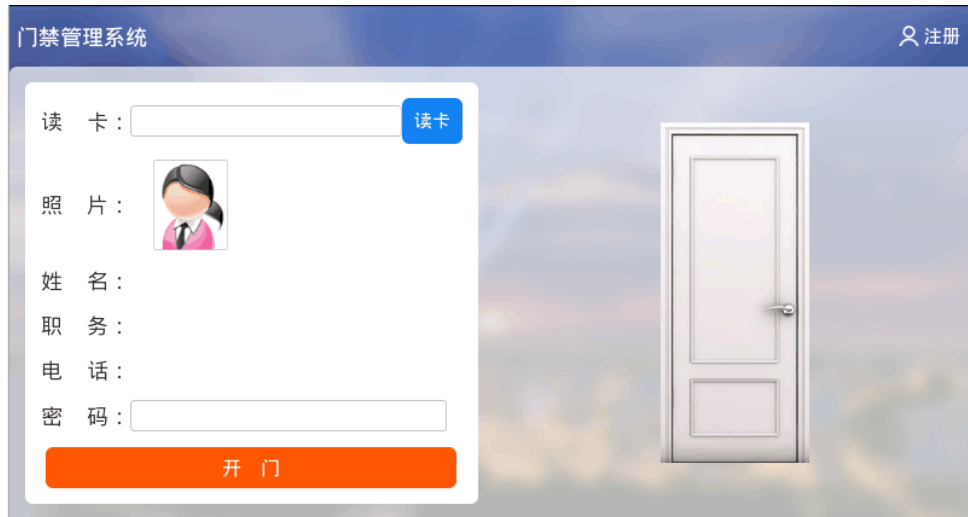 门禁管理系统
注册
读 卡：
读卡
照 片：
姓 名：
职 务：
电 话：
密 码：
开 门